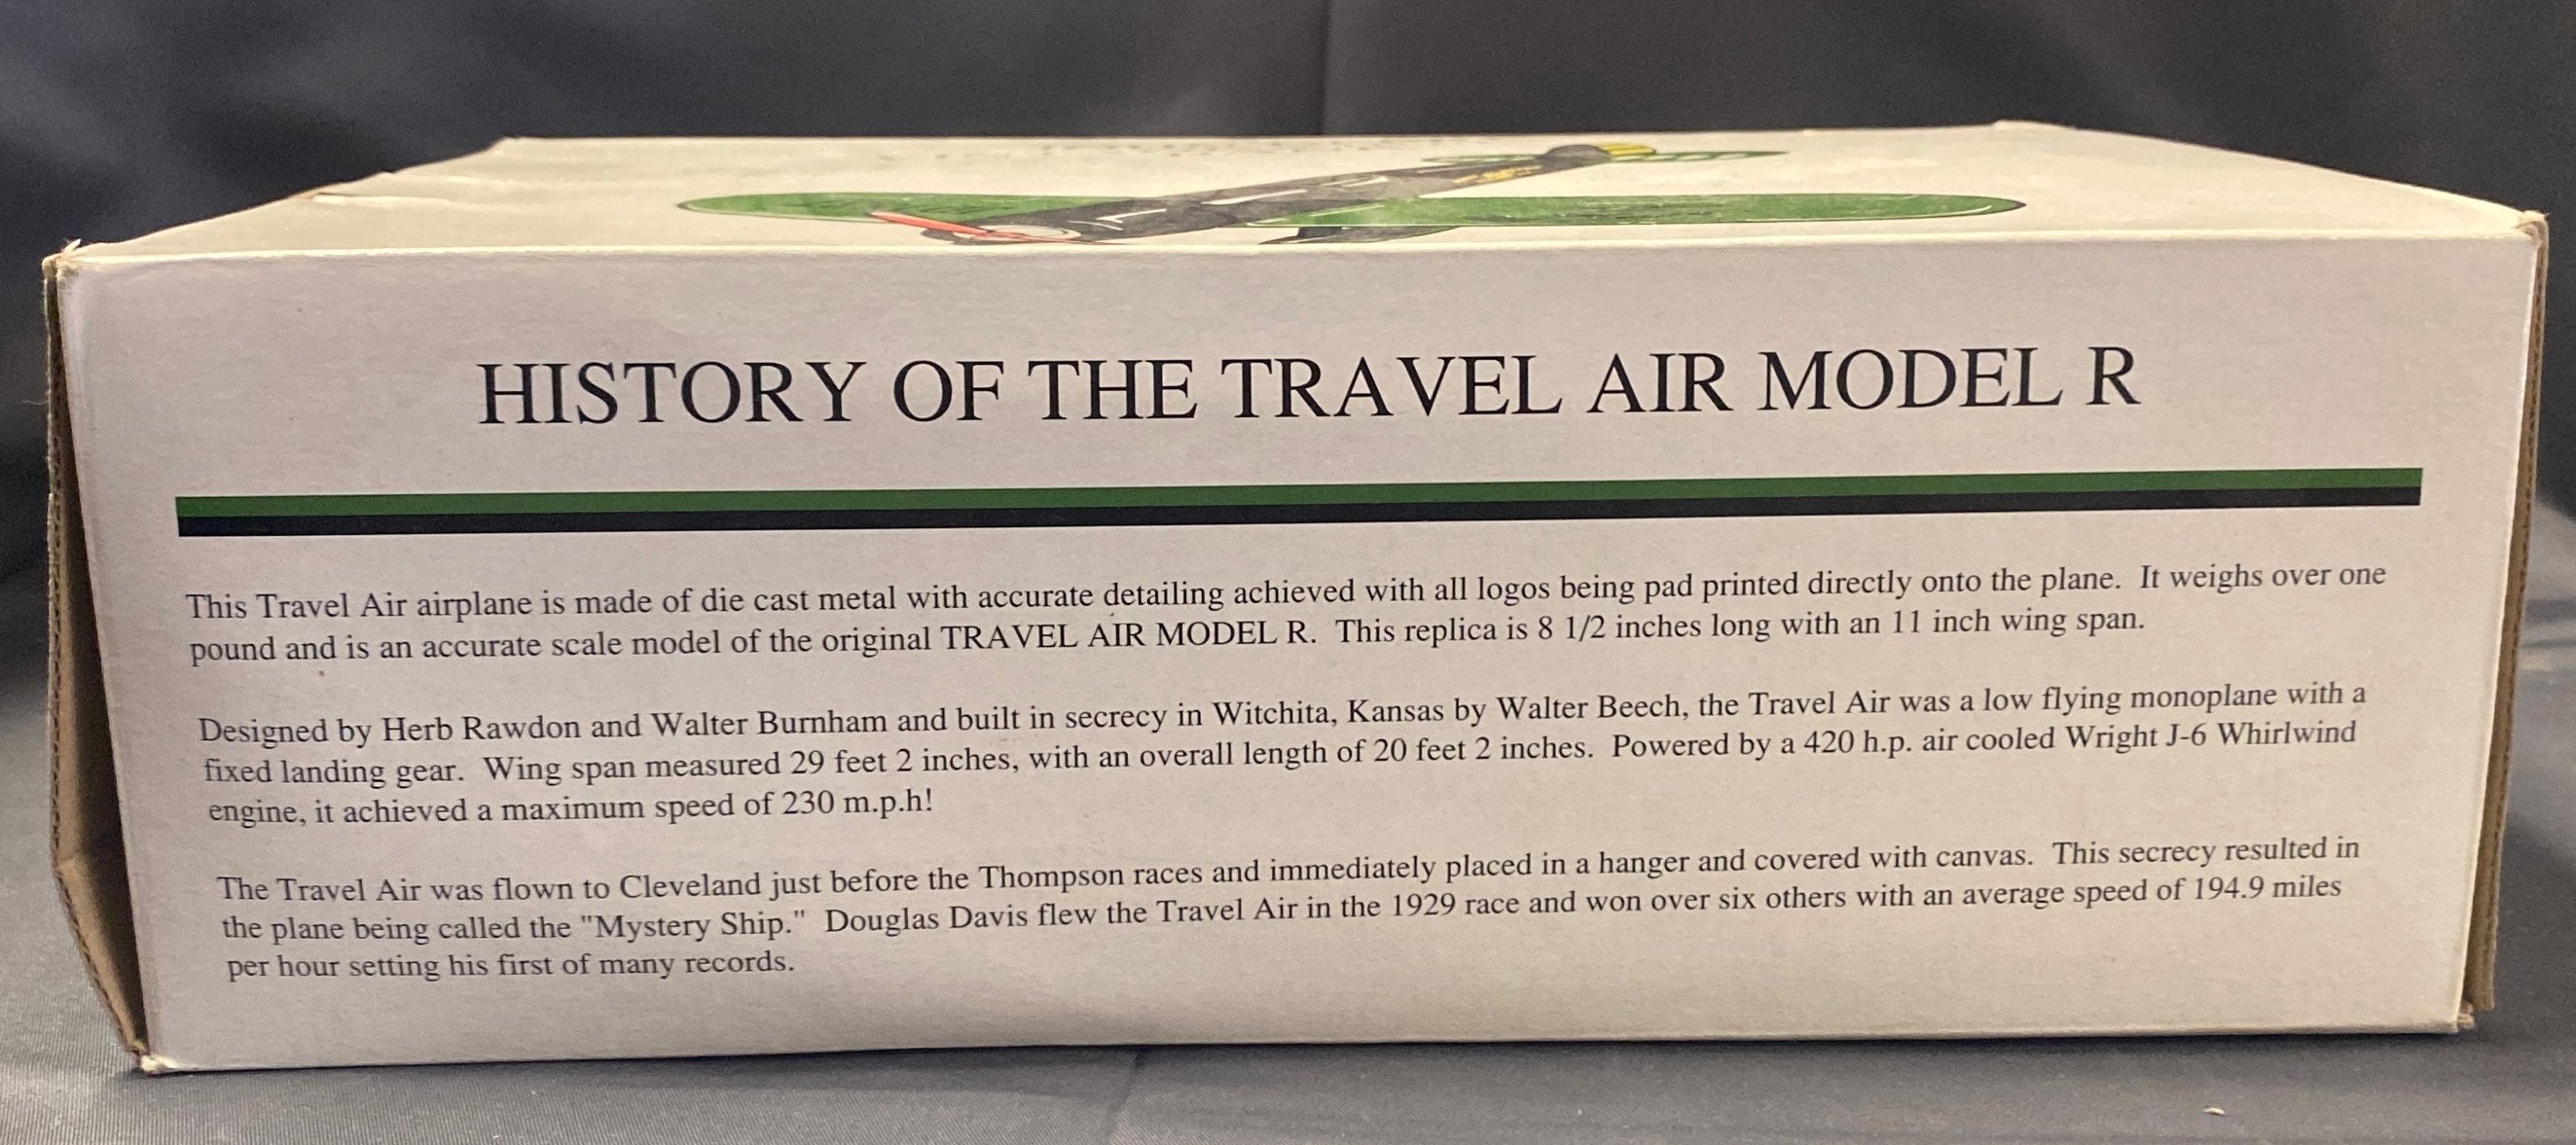 HISTORY OF THE TRAVEL AIR MODEL R
This Travel Air airplane is made of die cast metal with accurate detailing achieved with all logos being pad printed directly onto the plane.  It weighs over one
pound and is an accurate scale model of the original TRAVEL AIR MODEL R.  This replica is 8 1/2 inches long with an 11 inch wing span.
Designed by Herb Rawdon and Walter Burnham and built in secrecy in Witchita, Kansas by Walter Beech, the Travel Air was a low flying monoplane with a
fixed landing gear.  Wing span measured 29 feet 2 inches, with an overall length of 20 feet 2 inches.  Powered by a 420 h.p. air cooled Wright J-6 Whirlwind
engine, it achieved a maximum speed of 230 m.p.h!
The Travel Air was flown to Cleveland just before the Thompson races and immediately placed in a hanger and covered with canvas.  This secrecy resulted in
the plane being called the "Mystery Ship."  Douglas Davis flew the Travel Air in the 1929 race and won over six others with an average speed of 194.9 miles
per hour setting his first of many records.